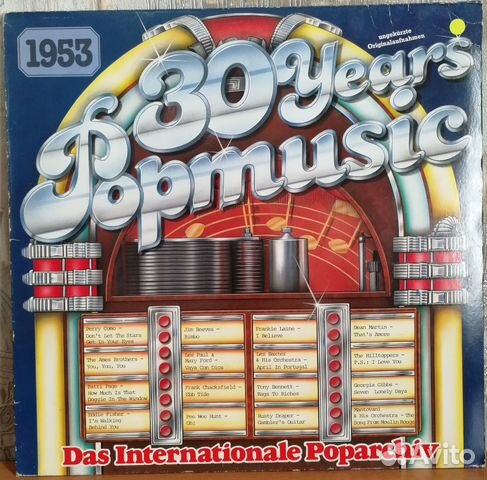 1953
ungekürzte
Originalaufnahmen
30 Years
Popmusic
Perry Como -
Don't Let The Stars
Get In Your Eyes
Jim Reeves -
Bimbo
Frankie Laine -
I Believe
Dean Martin -
That's Amore
The Ames Brothers -
You, You, You
Les Paul &
Mary Ford -
Vaya Con Dios
Les Baxter
& His Orchestra -
April In Portugal
The Hilltoppers -
P.S.: I Love You
Patti Page -
How Much Is That
Doggie In The Window
Frank Chacksfield -
Ebb Tide
Tony Bennett -
Rags To Riches
Georgia Gibbs -
Seven Lonely Days
Eddie Fisher -
I'm Walking
Behind You
Pee Wee Hunt -
Oh!
Rusty Draper -
Gambler's Guitar
Mantovani
& His Orchestra - The
Song From Moulin Rouge
Das Internationale Poparchiv
Avito